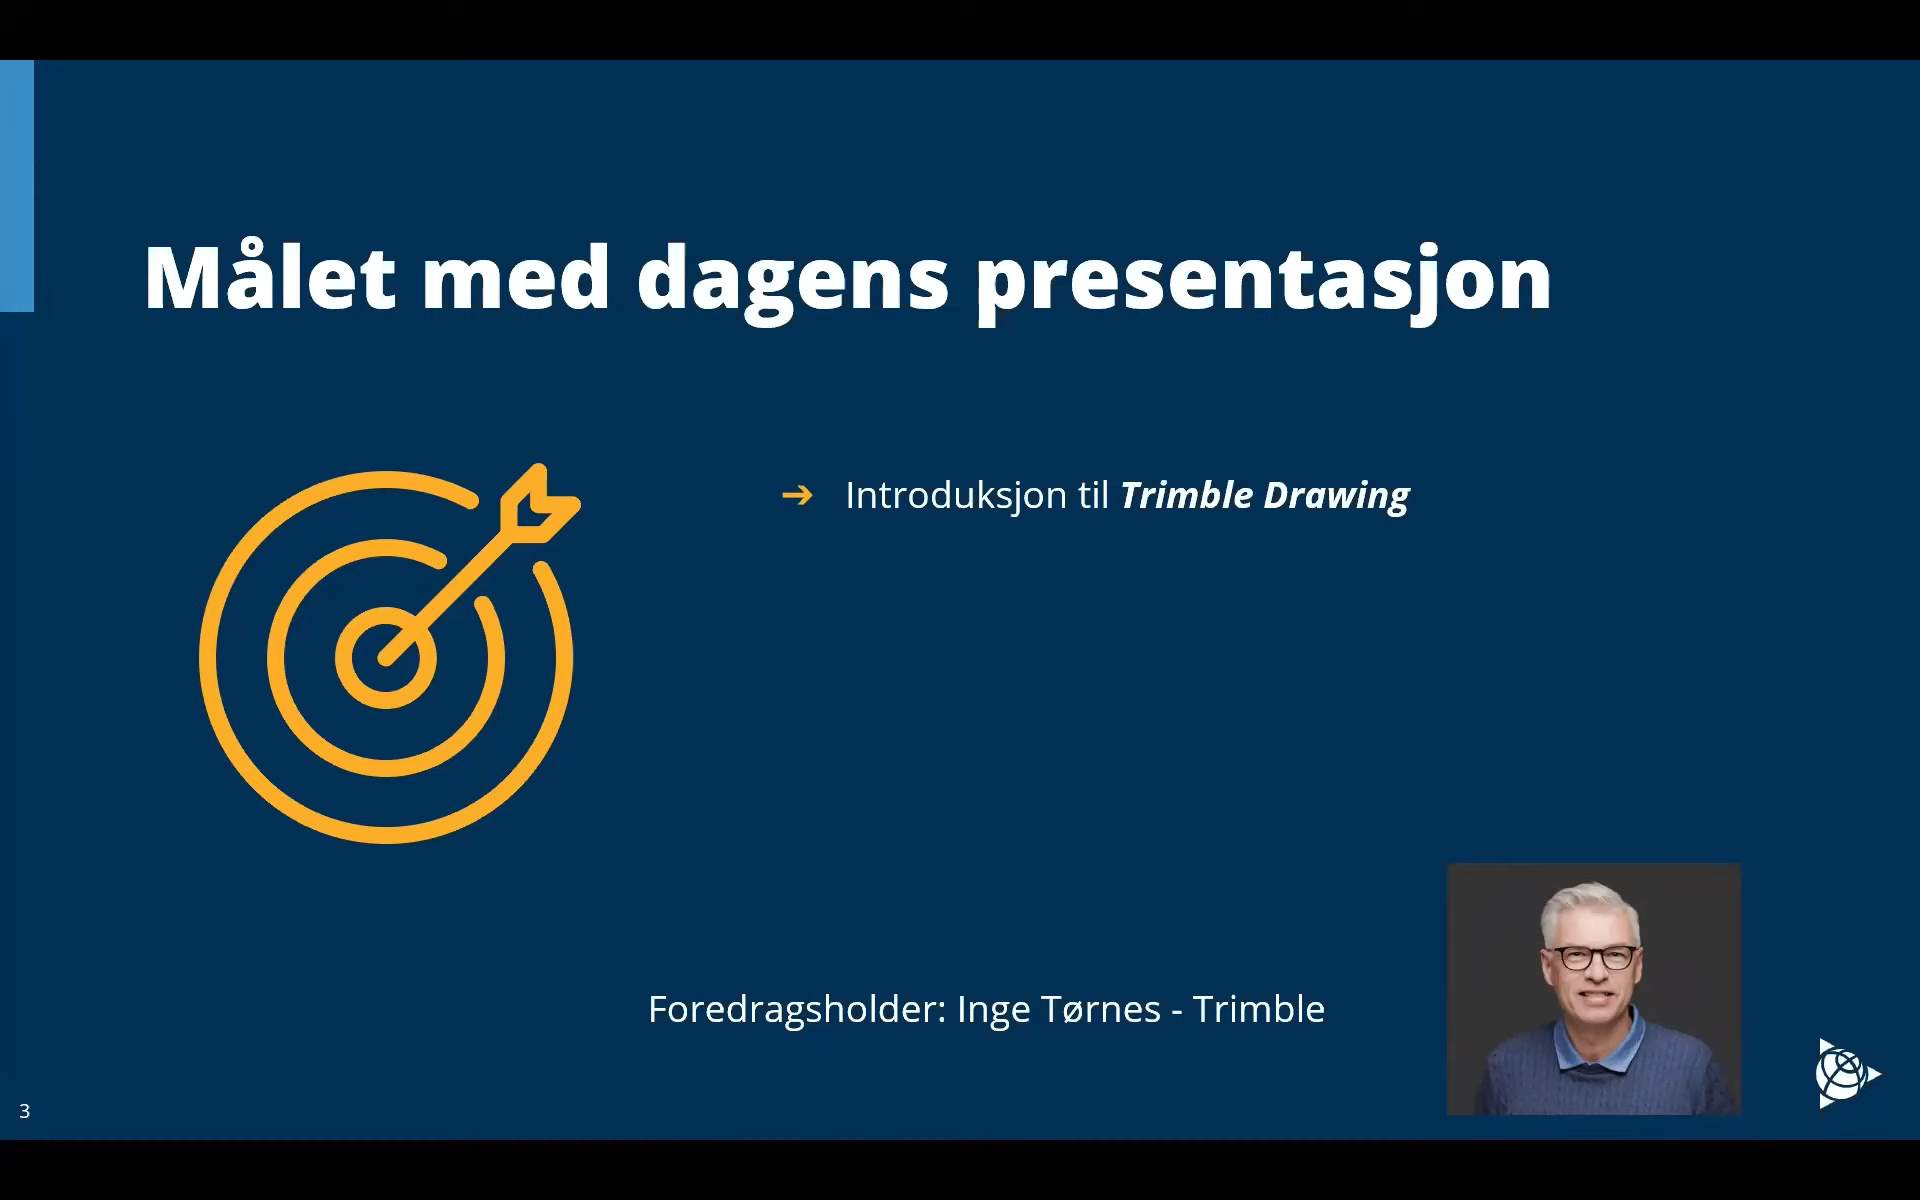 Målet med dagens presentasjon
➔ Introduksjon til Trimble Drawing
Foredragsholder: Inge Tørnes - Trimble
3